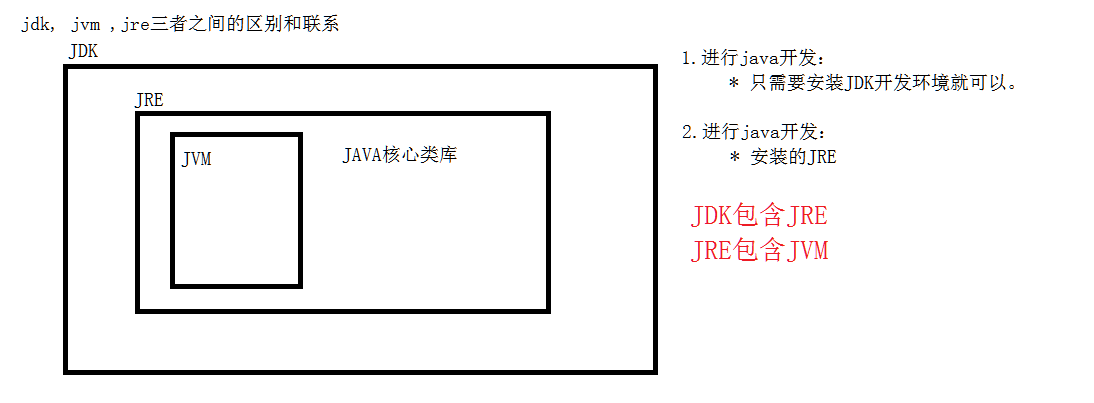 jdk, jvm ,jre三者之间的区别和联系
JDK
JRE
JVM
JAVA核心类库
1.进行java开发:
* 只需要安装JDK开发环境就可以。
2.进行java开发:
* 安装的JRE
JDK包含JRE
JRE包含JVM